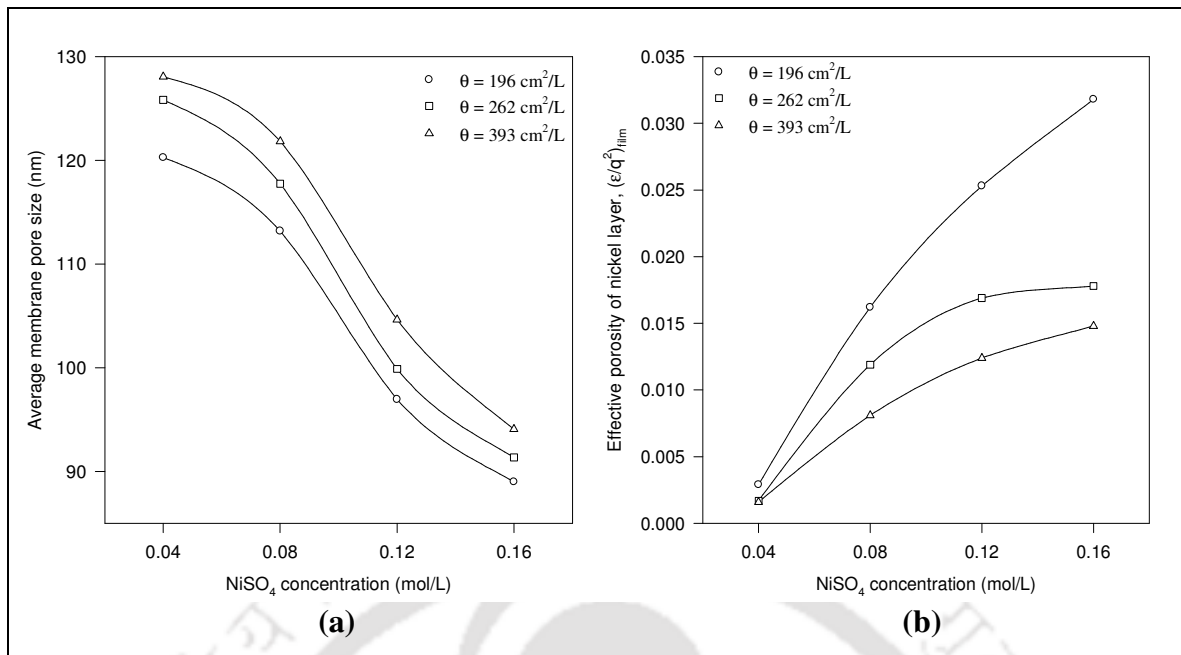 130
120
110
100
90
Average membrane pore size (nm)
θ = 196 cm²/L
θ = 262 cm²/L
θ = 393 cm²/L
0.04 0.08 0.12 0.16
NiSO₄ concentration (mol/L)
(a)
0.035
0.030
0.025
0.020
0.015
0.010
0.005
0.000
Effective porosity of nickel layer, (ε/q²)film
θ = 196 cm²/L
θ = 262 cm²/L
θ = 393 cm²/L
0.04 0.08 0.12 0.16
NiSO₄ concentration (mol/L)
(b)